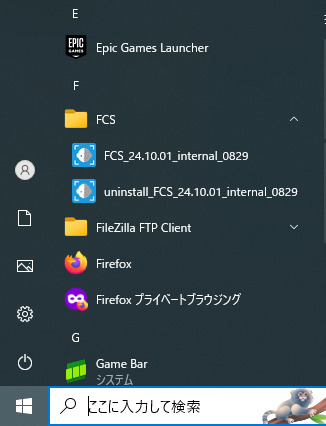 E
EPIC GAMES
Epic Games Launcher
F
FCS
FCS_24.10.01_internal_0829
uninstall_FCS_24.10.01_internal_0829
FileZilla FTP Client
Firefox
Firefox プライベートブラウジング
G
Game Bar
システム
ここに入力して検索